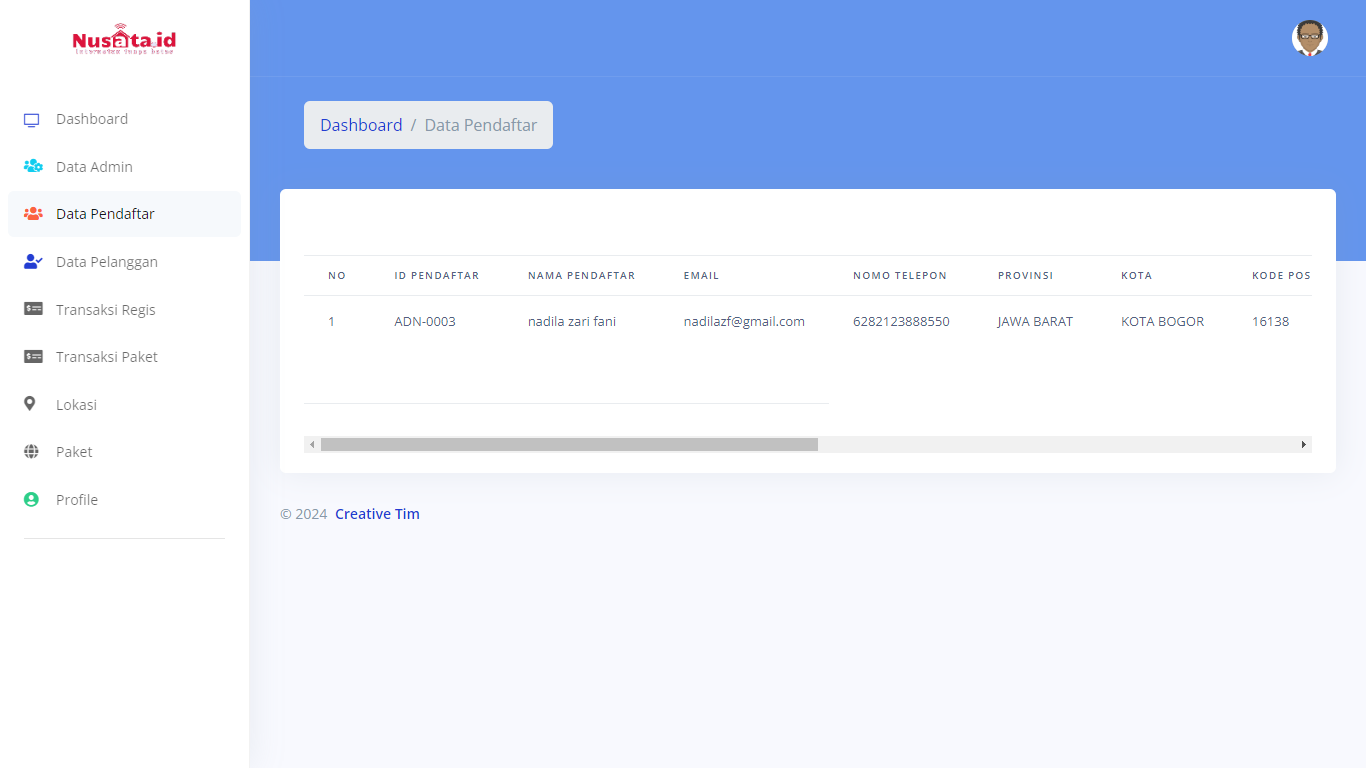 Nusata.id
Dashboard
Data Admin
Data Pendaftar
Data Pelanggan
Transaksi Regis
Transaksi Paket
Lokasi
Paket
Profile
Dashboard / Data Pendaftar
NO ID PENDAFTAR NAMA PENDAFTAR EMAIL NOMO TELEPON PROVINSI KOTA KODE POS
1 ADN-0003 nadila zari fani nadilazf@gmail.com 6282123888550 JAWA BARAT KOTA BOGOR 16138
© 2024 Creative Tim